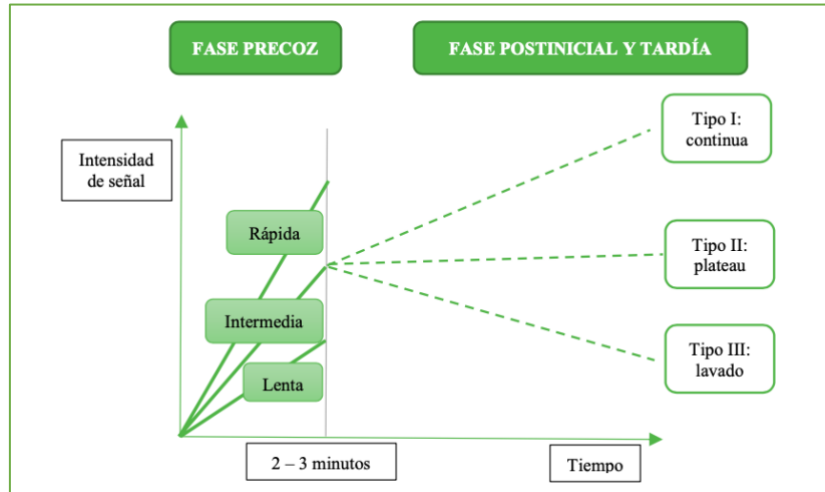 FASE PRECOZ
FASE POSTINICIAL Y TARDÍA
Intensidad
de señal
Rápida
Intermedia
Lenta
Tipo I:
continua
Tipo II:
plateau
Tipo III:
lavado
2 – 3 minutos
Tiempo